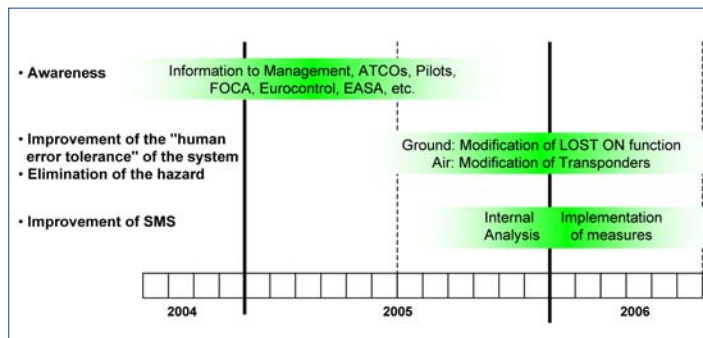 • Awareness
Information to Management, ATCOs, Pilots,
FOCA, Eurocontrol, EASA, etc.
• Improvement of the "human
error tolerance" of the system
• Elimination of the hazard
Ground: Modification of LOST ON function
Air: Modification of Transponders
• Improvement of SMS
Internal
Analysis
Implementation
of measures
2004
2005
2006